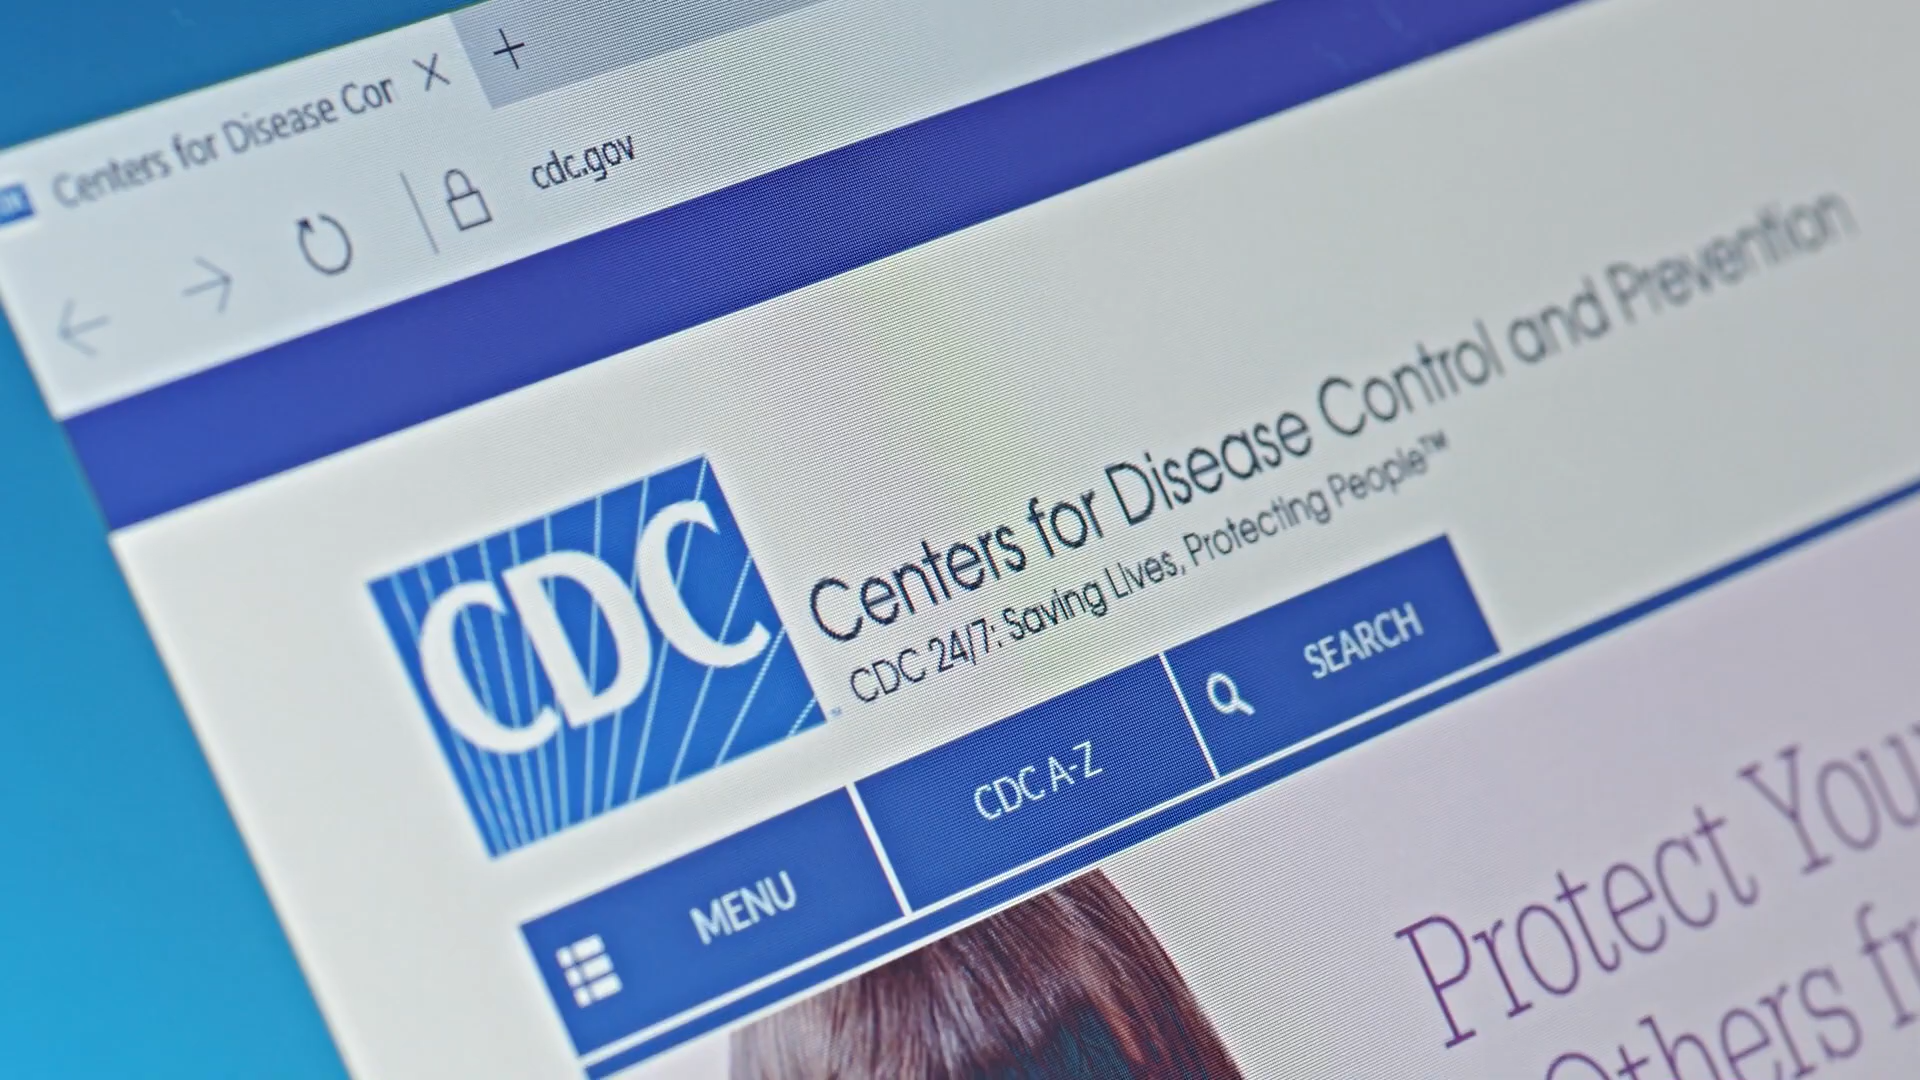 Centers for Disease Cor
cdc.gov
CDC
Centers for Disease Control and Prevention
CDC 24/7: Saving Lives, Protecting People™
MENU
CDC A-Z
SEARCH
Protect You
Others fr